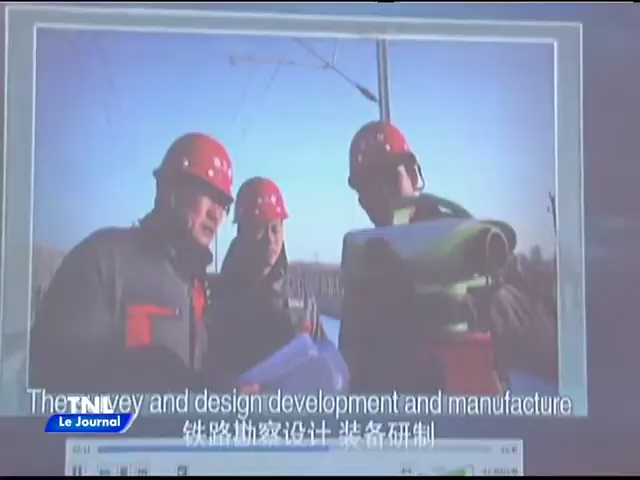 The survey and design development and manufacture
TNL
Le Journal
铁路勘察设计 装备研制